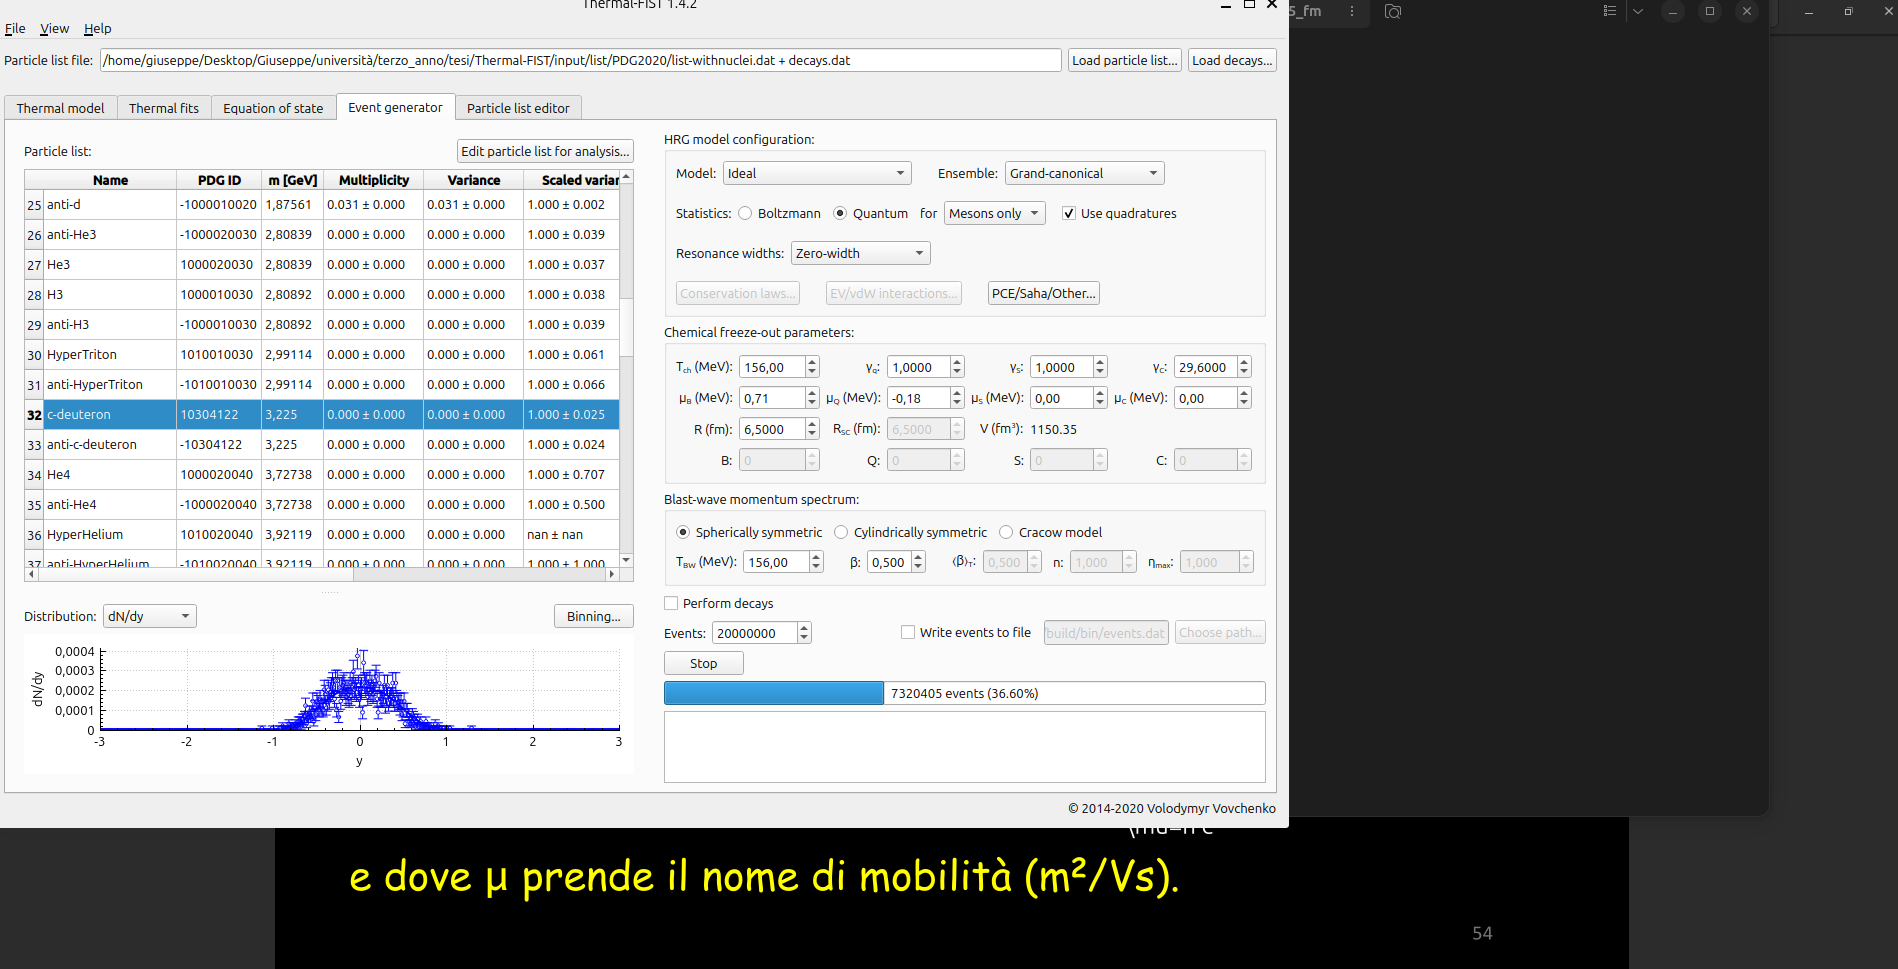 Thermal-FIST 1.4.2
5_fm
File View Help
Particle list file: /home/giuseppe/Desktop/Giuseppe/università/terzo_anno/tesi/Thermal-FIST/input/list/PDG2020/list-withnuclei.dat + decays.dat Load particle list... Load decays...
Thermal model Thermal fits Equation of state Event generator Particle list editor
Particle list: Edit particle list for analysis...
Name PDG ID m [GeV] Multiplicity Variance Scaled varian
25 anti-d -1000010020 1,87561 0.031 ± 0.000 0.031 ± 0.000 1.000 ± 0.002
26 anti-He3 -1000020030 2,80839 0.000 ± 0.000 0.000 ± 0.000 1.000 ± 0.039
27 He3 1000020030 2,80839 0.000 ± 0.000 0.000 ± 0.000 1.000 ± 0.037
28 H3 1000010030 2,80892 0.000 ± 0.000 0.000 ± 0.000 1.000 ± 0.038
29 anti-H3 -1000010030 2,80892 0.000 ± 0.000 0.000 ± 0.000 1.000 ± 0.039
30 HyperTriton 1010010030 2,99114 0.000 ± 0.000 0.000 ± 0.000 1.000 ± 0.061
31 anti-HyperTriton -1010010030 2,99114 0.000 ± 0.000 0.000 ± 0.000 1.000 ± 0.066
32 c-deuteron 10304122 3,225 0.000 ± 0.000 0.000 ± 0.000 1.000 ± 0.025
33 anti-c-deuteron -10304122 3,225 0.000 ± 0.000 0.000 ± 0.000 1.000 ± 0.024
34 He4 1000020040 3,72738 0.000 ± 0.000 0.000 ± 0.000 1.000 ± 0.707
35 anti-He4 -1000020040 3,72738 0.000 ± 0.000 0.000 ± 0.000 1.000 ± 0.500
36 HyperHelium 1010020040 3,92119 0.000 ± 0.000 0.000 ± 0.000 nan ± nan
37 anti-HyperHelium -1010020040 3,92119 0.000 ± 0.000 0.000 ± 0.000 1.000 ± 1.000
Distribution: dN/dy Binning...
0,0004
0,0003
0,0002
0,0001
0
dN/dy
-3 -2 -1 0 1 2 3
y
HRG model configuration:
Model: Ideal Ensemble: Grand-canonical
Statistics: Boltzmann Quantum for Mesons only Use quadratures
Resonance widths: Zero-width
Conservation laws... EV/vdW interactions... PCE/Saha/Other...
Chemical freeze-out parameters:
Tch (MeV): 156,00 γq: 1,0000 γS: 1,0000 γC: 29,6000
μB (MeV): 0,71 μQ (MeV): -0,18 μS (MeV): 0,00 μC (MeV): 0,00
R (fm): 6,5000 RSC (fm): 6,5000 V (fm³): 1150.35
B: 0 Q: 0 S: 0 C: 0
Blast-wave momentum spectrum:
Spherically symmetric Cylindrically symmetric Cracow model
TBW (MeV): 156,00 β: 0,500 ⟨β⟩T: 0,500 n: 1,000 ηmax: 1,000
Perform decays
Events: 20000000 Write events to file build/bin/events.dat Choose path...
Stop
7320405 events (36.60%)
© 2014-2020 Volodymyr Vovchenko
e dove μ prende il nome di mobilità (m²/Vs).
54